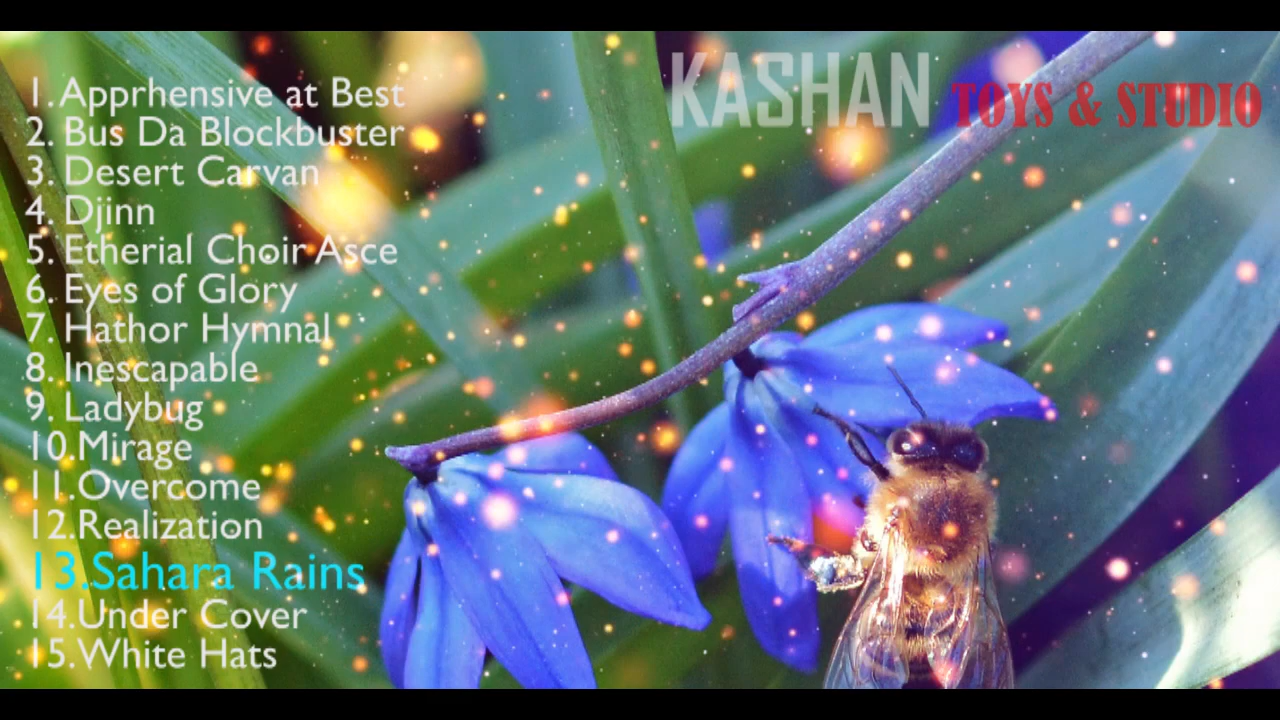 KASHAN TOYS & STUDIO
1. Apprhensive at Best
2. Bus Da Blockbuster
3. Desert Carvan
4. Djinn
5. Etherial Choir Asce
6. Eyes of Glory
7. Hathor Hymnal
8. Inescapable
9. Ladybug
10.Mirage
11.Overcome
12.Realization
13.Sahara Rains
14.Under Cover
15.White Hats